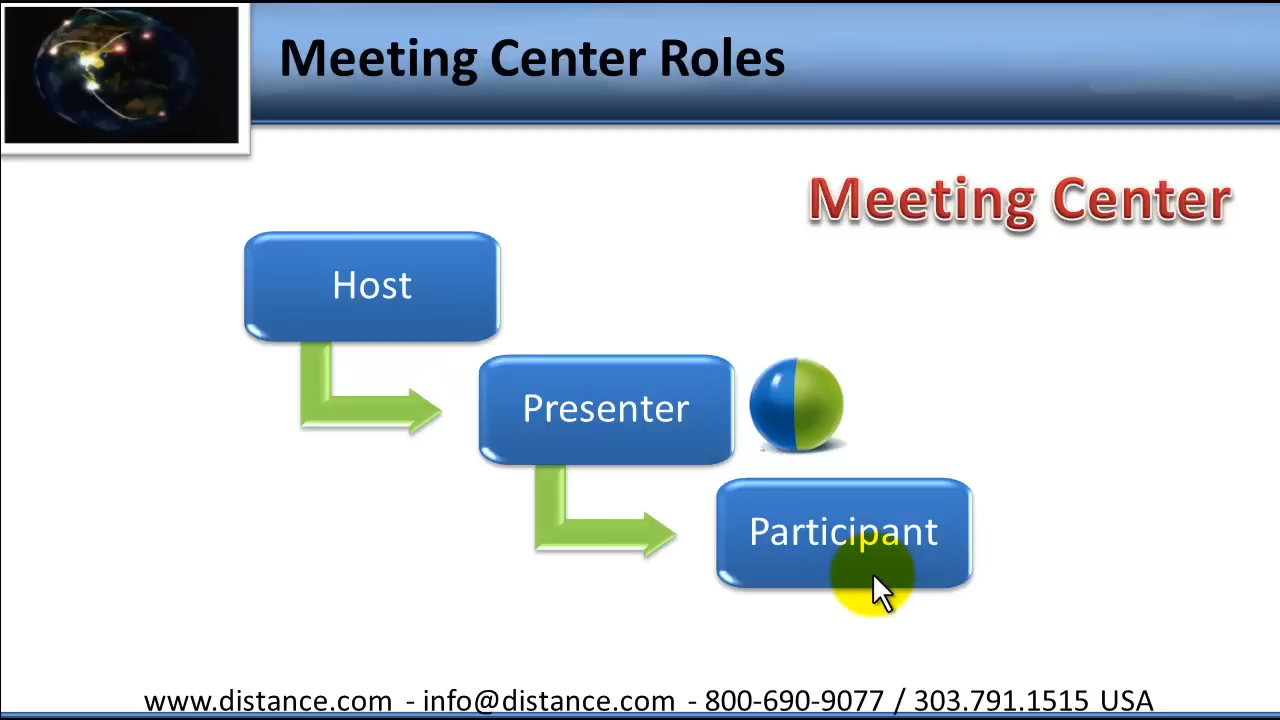 Meeting Center Roles
Meeting Center
Host
Presenter
Participant
www.distance.com - info@distance.com - 800-690-9077 / 303.791.1515 USA